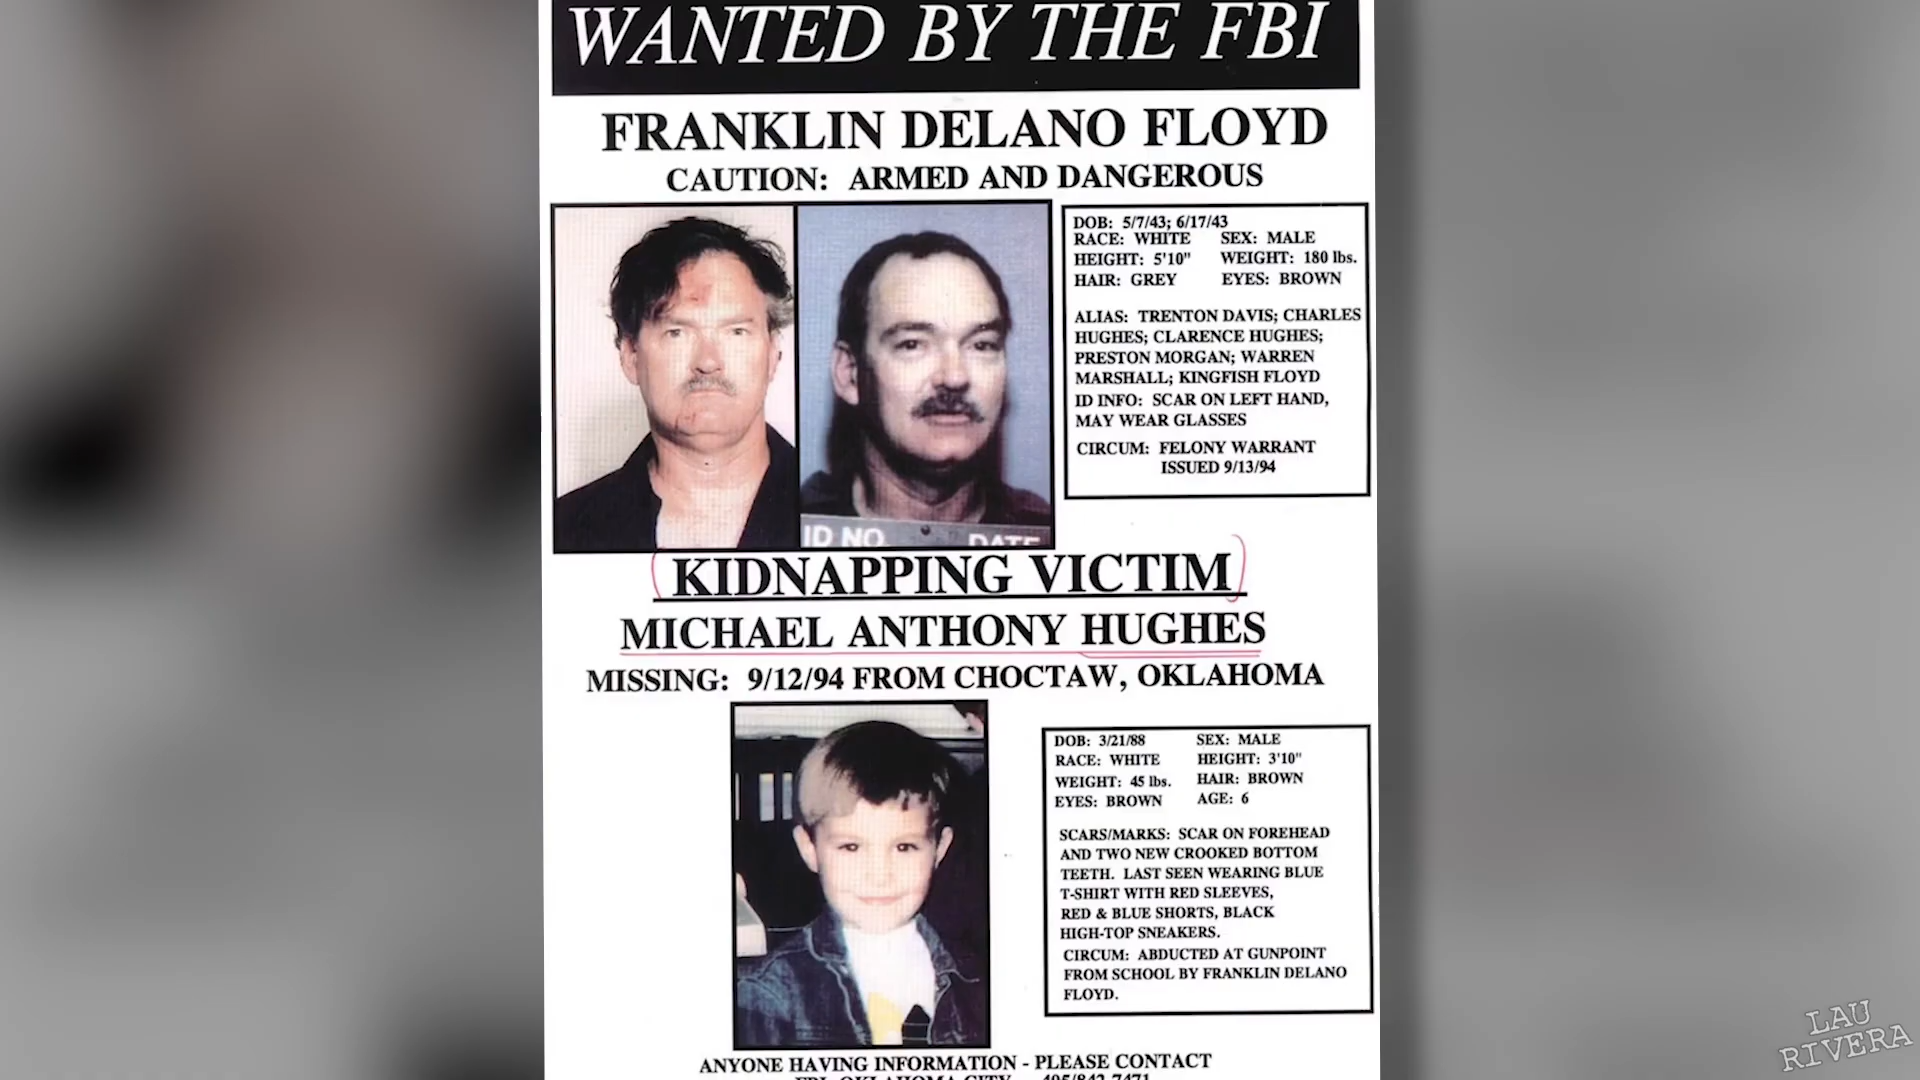 WANTED BY THE FBI
FRANKLIN DELANO FLOYD
CAUTION: ARMED AND DANGEROUS
DOB: 5/7/43; 6/17/43
RACE: WHITE SEX: MALE
HEIGHT: 5'10" WEIGHT: 180 lbs.
HAIR: GREY EYES: BROWN
ALIAS: TRENTON DAVIS; CHARLES
HUGHES; CLARENCE HUGHES;
PRESTON MORGAN; WARREN
MARSHALL; KINGFISH FLOYD
ID INFO: SCAR ON LEFT HAND,
MAY WEAR GLASSES
CIRCUM: FELONY WARRANT
ISSUED 9/13/94
ID NO. DATE
KIDNAPPING VICTIM
MICHAEL ANTHONY HUGHES
MISSING: 9/12/94 FROM CHOCTAW, OKLAHOMA
DOB: 3/21/88 SEX: MALE
RACE: WHITE HEIGHT: 3'10"
WEIGHT: 45 lbs. HAIR: BROWN
EYES: BROWN AGE: 6
SCARS/MARKS: SCAR ON FOREHEAD
AND TWO NEW CROOKED BOTTOM
TEETH. LAST SEEN WEARING BLUE
T-SHIRT WITH RED SLEEVES,
RED & BLUE SHORTS, BLACK
HIGH-TOP SNEAKERS.
CIRCUM: ABDUCTED AT GUNPOINT
FROM SCHOOL BY FRANKLIN DELANO
FLOYD.
ANYONE HAVING INFORMATION - PLEASE CONTACT
FBI, OKLAHOMA CITY 405/842-7471
LAU
RIVERA